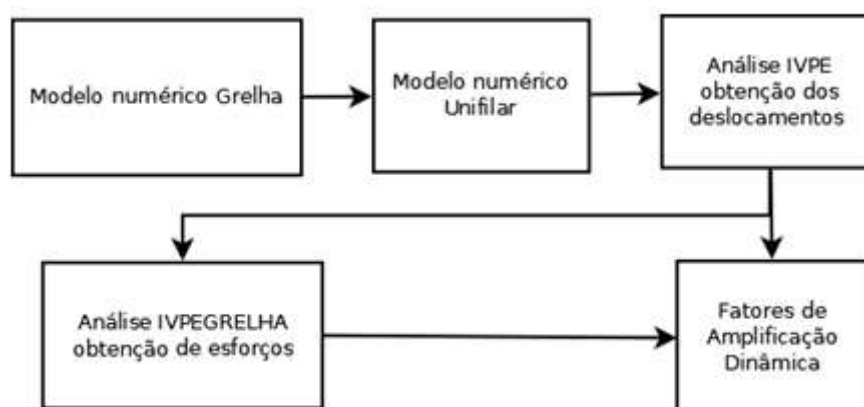 Modelo numérico Grelha
Modelo numérico
Unifilar
Análise IVPE
obtenção dos
deslocamentos
Análise IVPEGRELHA
obtenção de esforços
Fatores de
Amplificação
Dinâmica